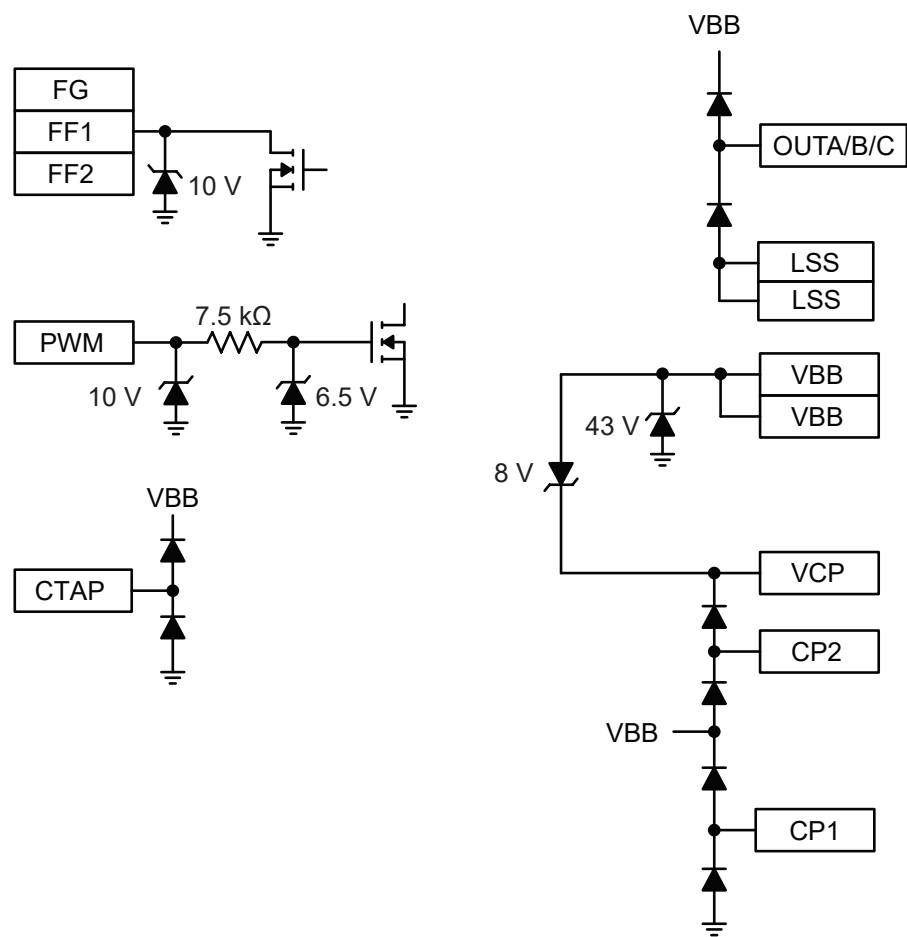 FG
FF1
FF2
10 V
PWM
7.5 kΩ
10 V
6.5 V
VBB
CTAP
VBB
OUTA/B/C
LSS
LSS
VBB
VBB
43 V
8 V
VCP
CP2
VBB
CP1